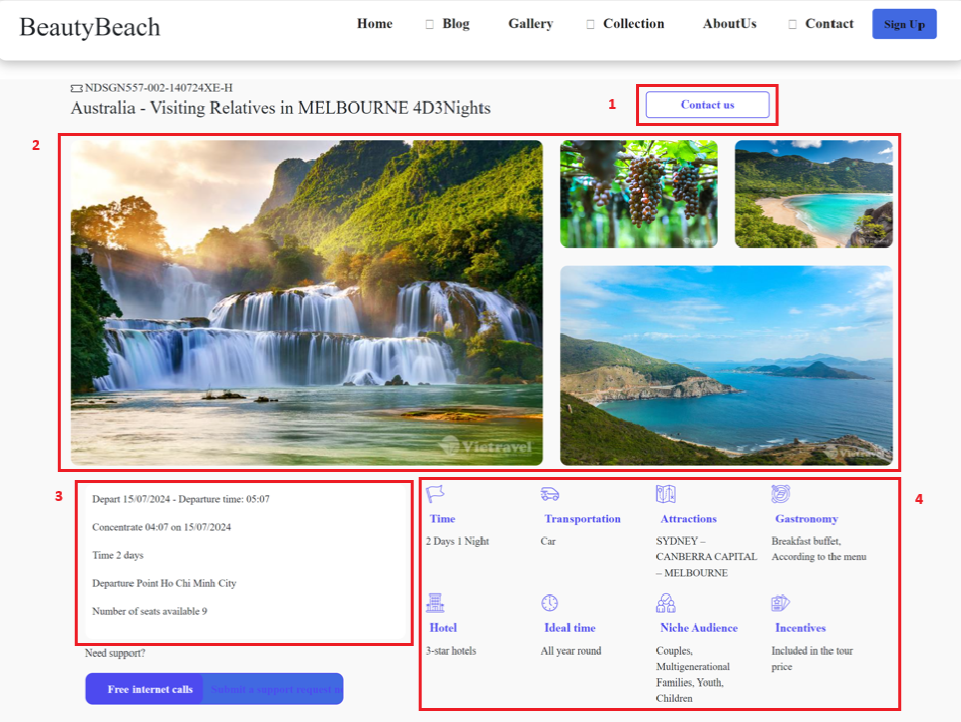 BeautyBeach
Home
Blog
Gallery
Collection
AboutUs
Contact
Sign Up
NDSGN557-002-140724XE-H
Australia - Visiting Relatives in MELBOURNE 4D3Nights
1
Contact us
2
Vietravel
3
Depart 15/07/2024 - Departure time: 05:07
Concentrate 04:07 on 15/07/2024
Time 2 days
Departure Point Ho Chi Minh City
Number of seats available 9
Need support?
Free internet calls
Submit a support request n
4
Time
2 Days 1 Night
Transportation
Car
Attractions
SYDNEY –
CANBERRA CAPITAL
– MELBOURNE
Gastronomy
Breakfast buffet,
According to the menu
Hotel
3-star hotels
Ideal time
All year round
Niche Audience
Couples,
Multigenerational
Families, Youth,
Children
Incentives
Included in the tour
price